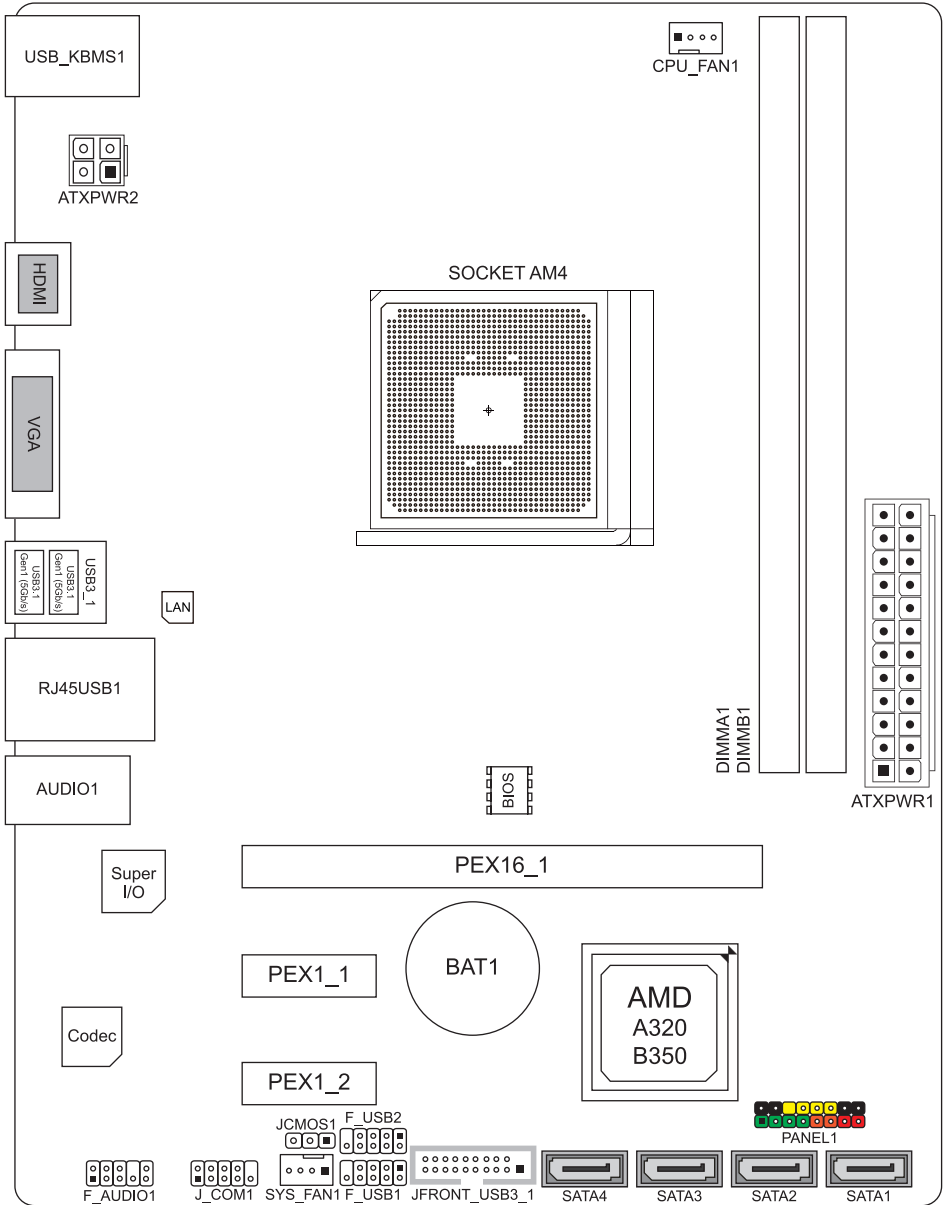 USB_KBMS1
CPU_FAN1
ATXPWR2
HDMI
SOCKET AM4
VGA
USB3_1
USB3.1
Gen1 (5Gb/s)
USB3.1
Gen1 (5Gb/s)
LAN
RJ45USB1
DIMMA1
DIMMB1
AUDIO1
BIOS
ATXPWR1
PEX16_1
Super
I/O
PEX1_1
BAT1
AMD
A320
B350
Codec
PEX1_2
JCMOS1
F_USB2
PANEL1
F_AUDIO1
J_COM1
SYS_FAN1
F_USB1
JFRONT_USB3_1
SATA4
SATA3
SATA2
SATA1